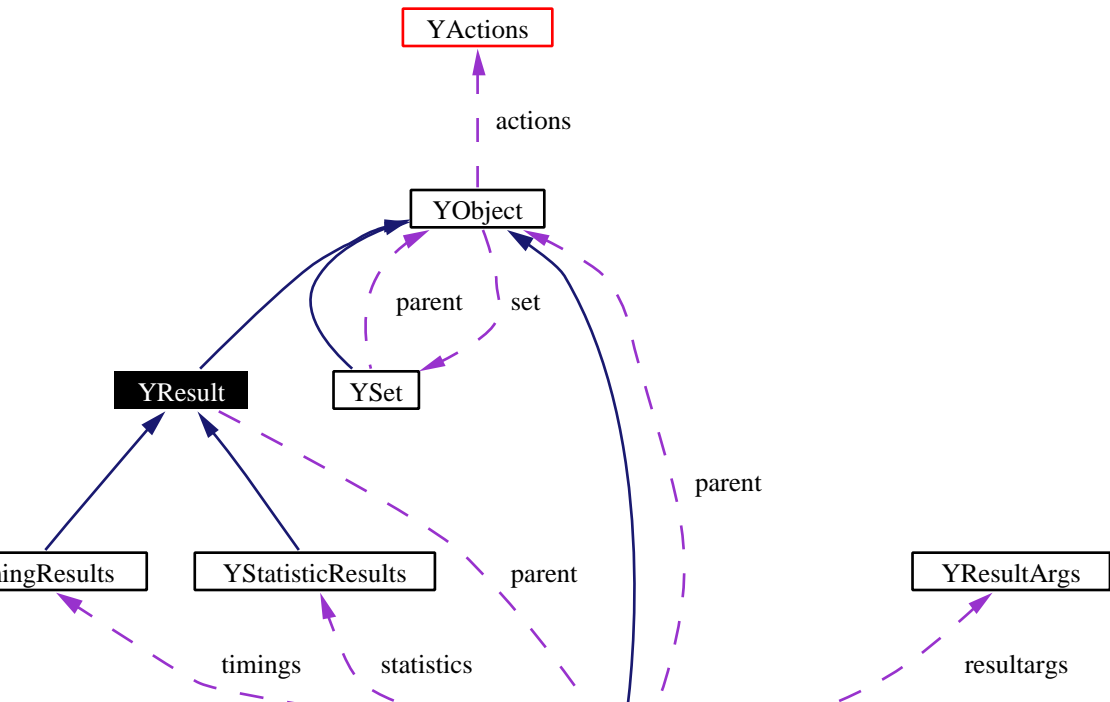 YActions
actions
YObject
parent
set
YResult
YSet
parent
YStatisticResults
parent
YResultArgs
timings
statistics
resultargs